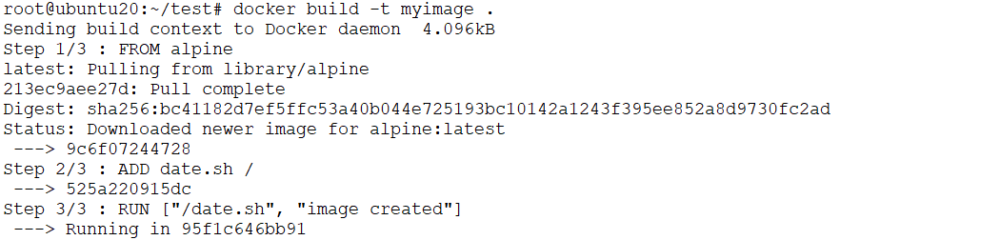 root@ubuntu20:~/test# docker build -t myimage .
Sending build context to Docker daemon  4.096kB
Step 1/3 : FROM alpine
latest: Pulling from library/alpine
213ec9aee27d: Pull complete
Digest: sha256:bc41182d7ef5ffc53a40b044e725193bc10142a1243f395ee852a8d9730fc2ad
Status: Downloaded newer image for alpine:latest
 ---> 9c6f07244728
Step 2/3 : ADD date.sh /
 ---> 525a220915dc
Step 3/3 : RUN ["/date.sh", "image created"]
 ---> Running in 95f1c646bb91